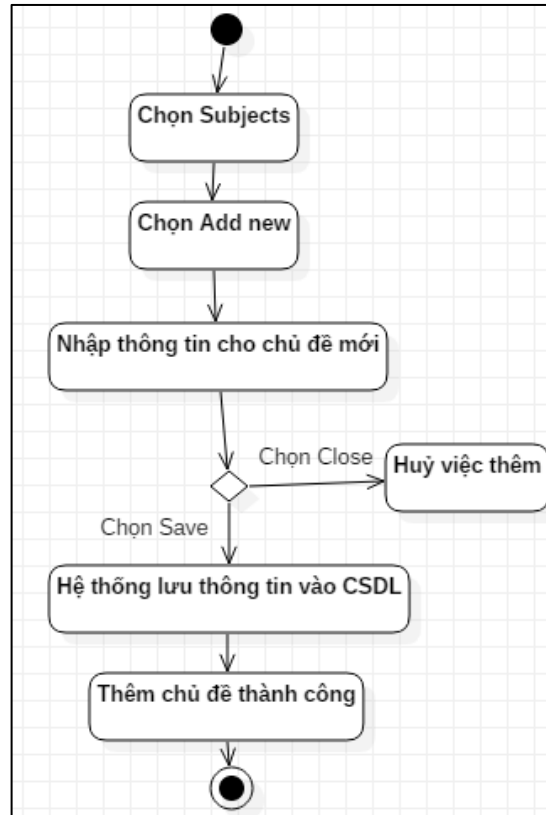 Chọn Subjects
Chọn Add new
Nhập thông tin cho chủ đề mới
Chọn Close
Huỷ việc thêm
Chọn Save
Hệ thống lưu thông tin vào CSDL
Thêm chủ đề thành công